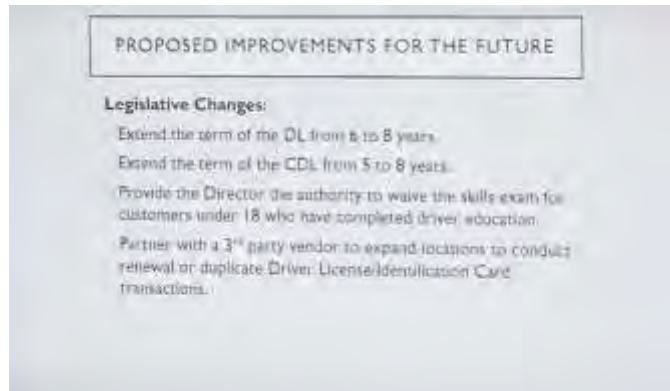 PROPOSED IMPROVEMENTS FOR THE FUTURE
Legislative Changes:
Extend the term of the DL from 6 to 8 years.
Extend the term of the CDL from 5 to 8 years.
Provide the Director the authority to waive the skills exam for
customers under 18 who have completed driver education.
Partner with a 3rd party vendor to expand locations to conduct
renewal or duplicate Driver License/Identification Card
transactions.